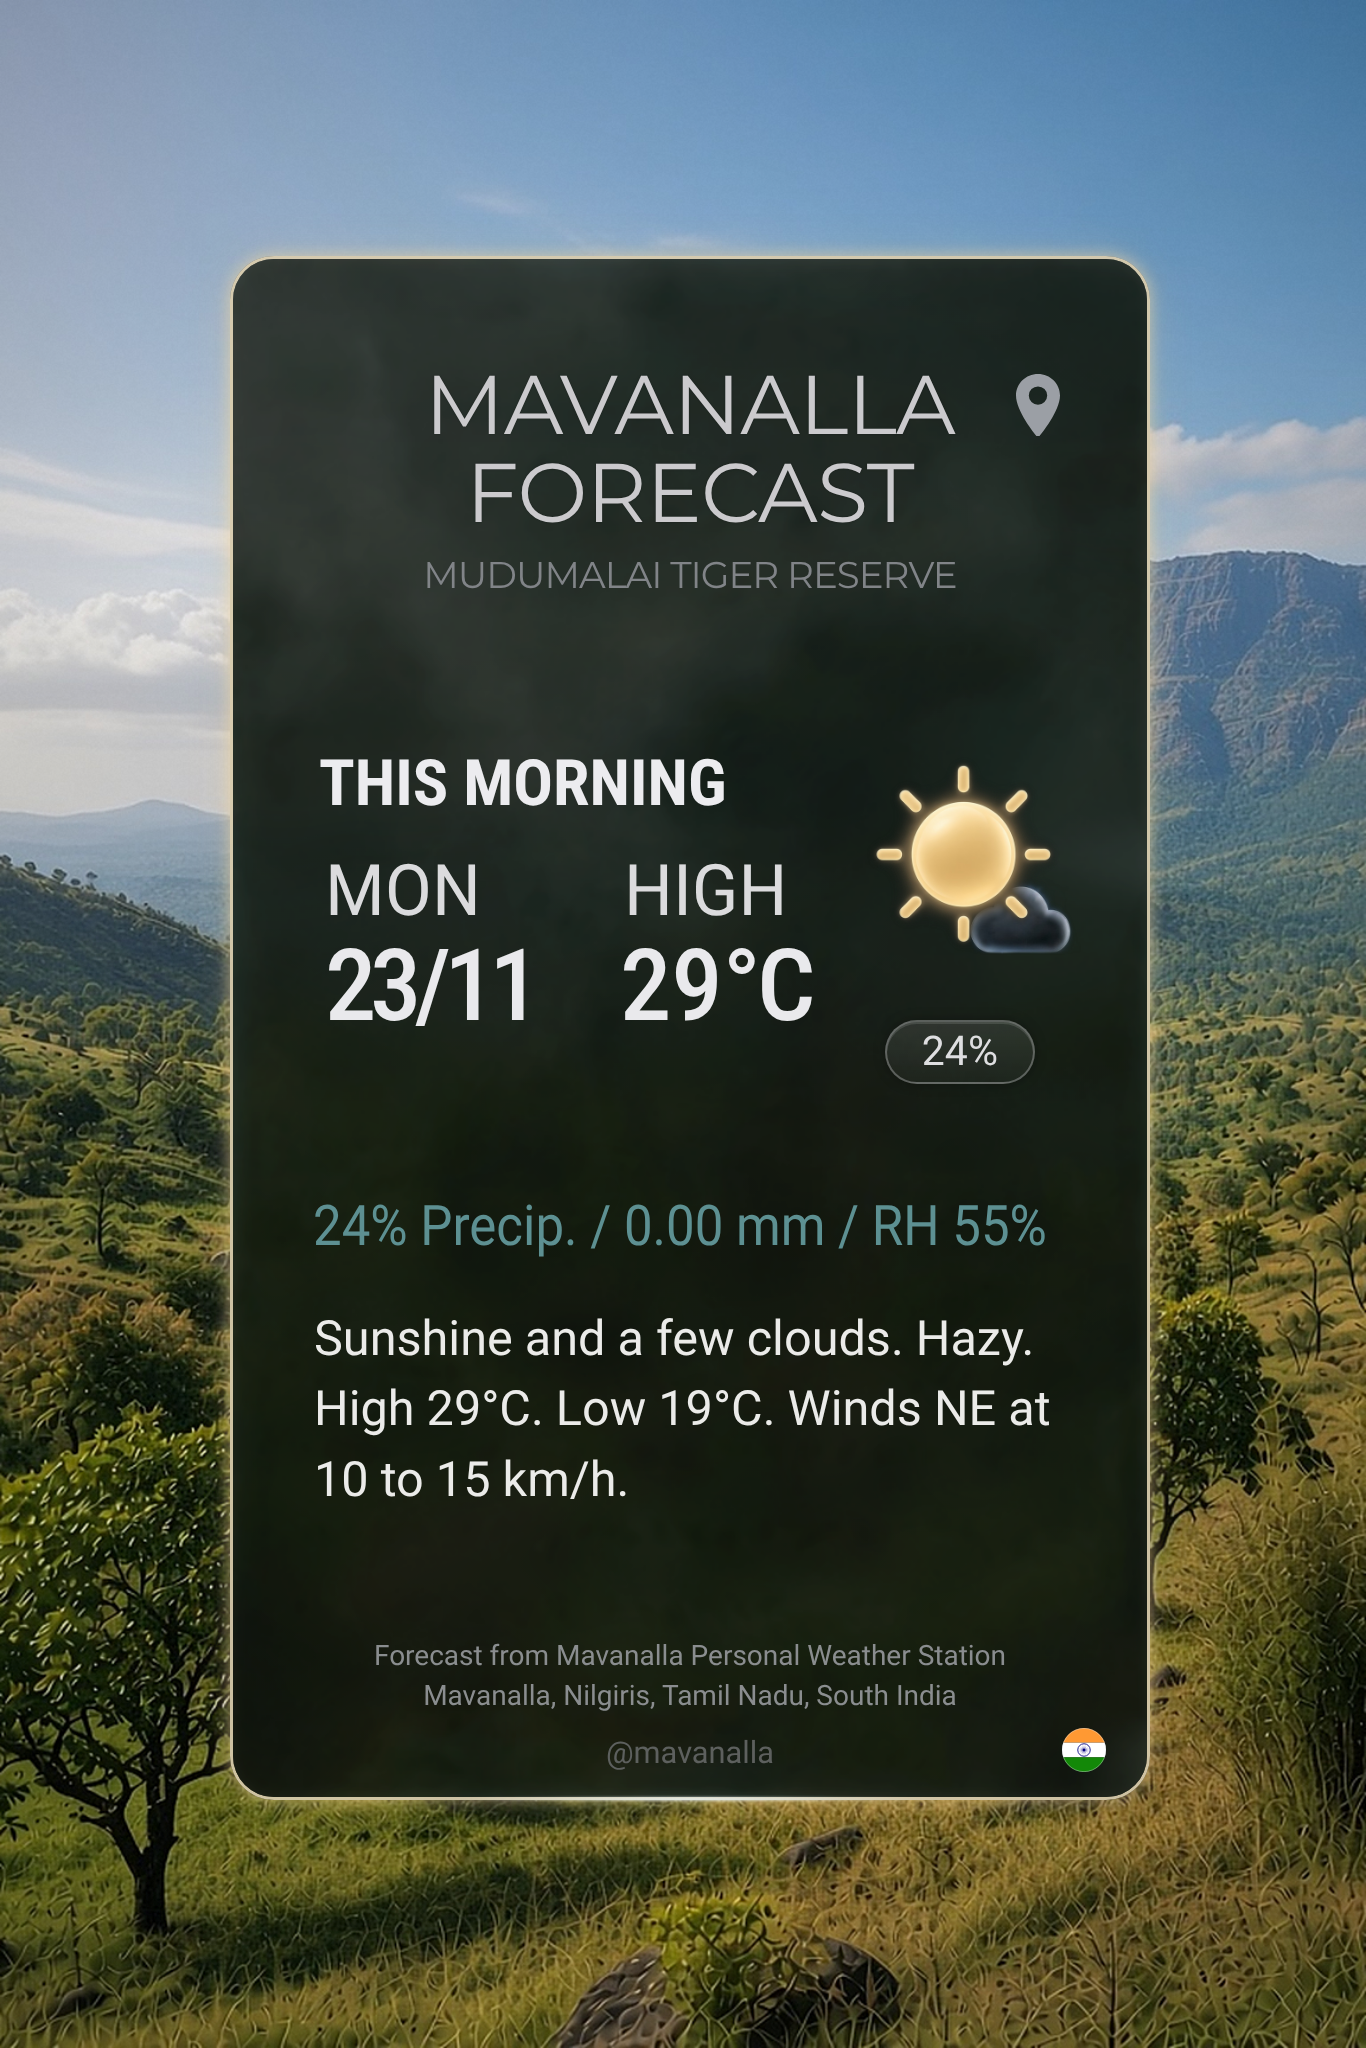 MAVANALLA
FORECAST
MUDUMALAI TIGER RESERVE
THIS MORNING
MON
23/11
HIGH
29°C
24%
24% Precip. / 0.00 mm / RH 55%
Sunshine and a few clouds. Hazy.
High 29°C. Low 19°C. Winds NE at
10 to 15 km/h.
Forecast from Mavanalla Personal Weather Station
Mavanalla, Nilgiris, Tamil Nadu, South India
@mavanalla